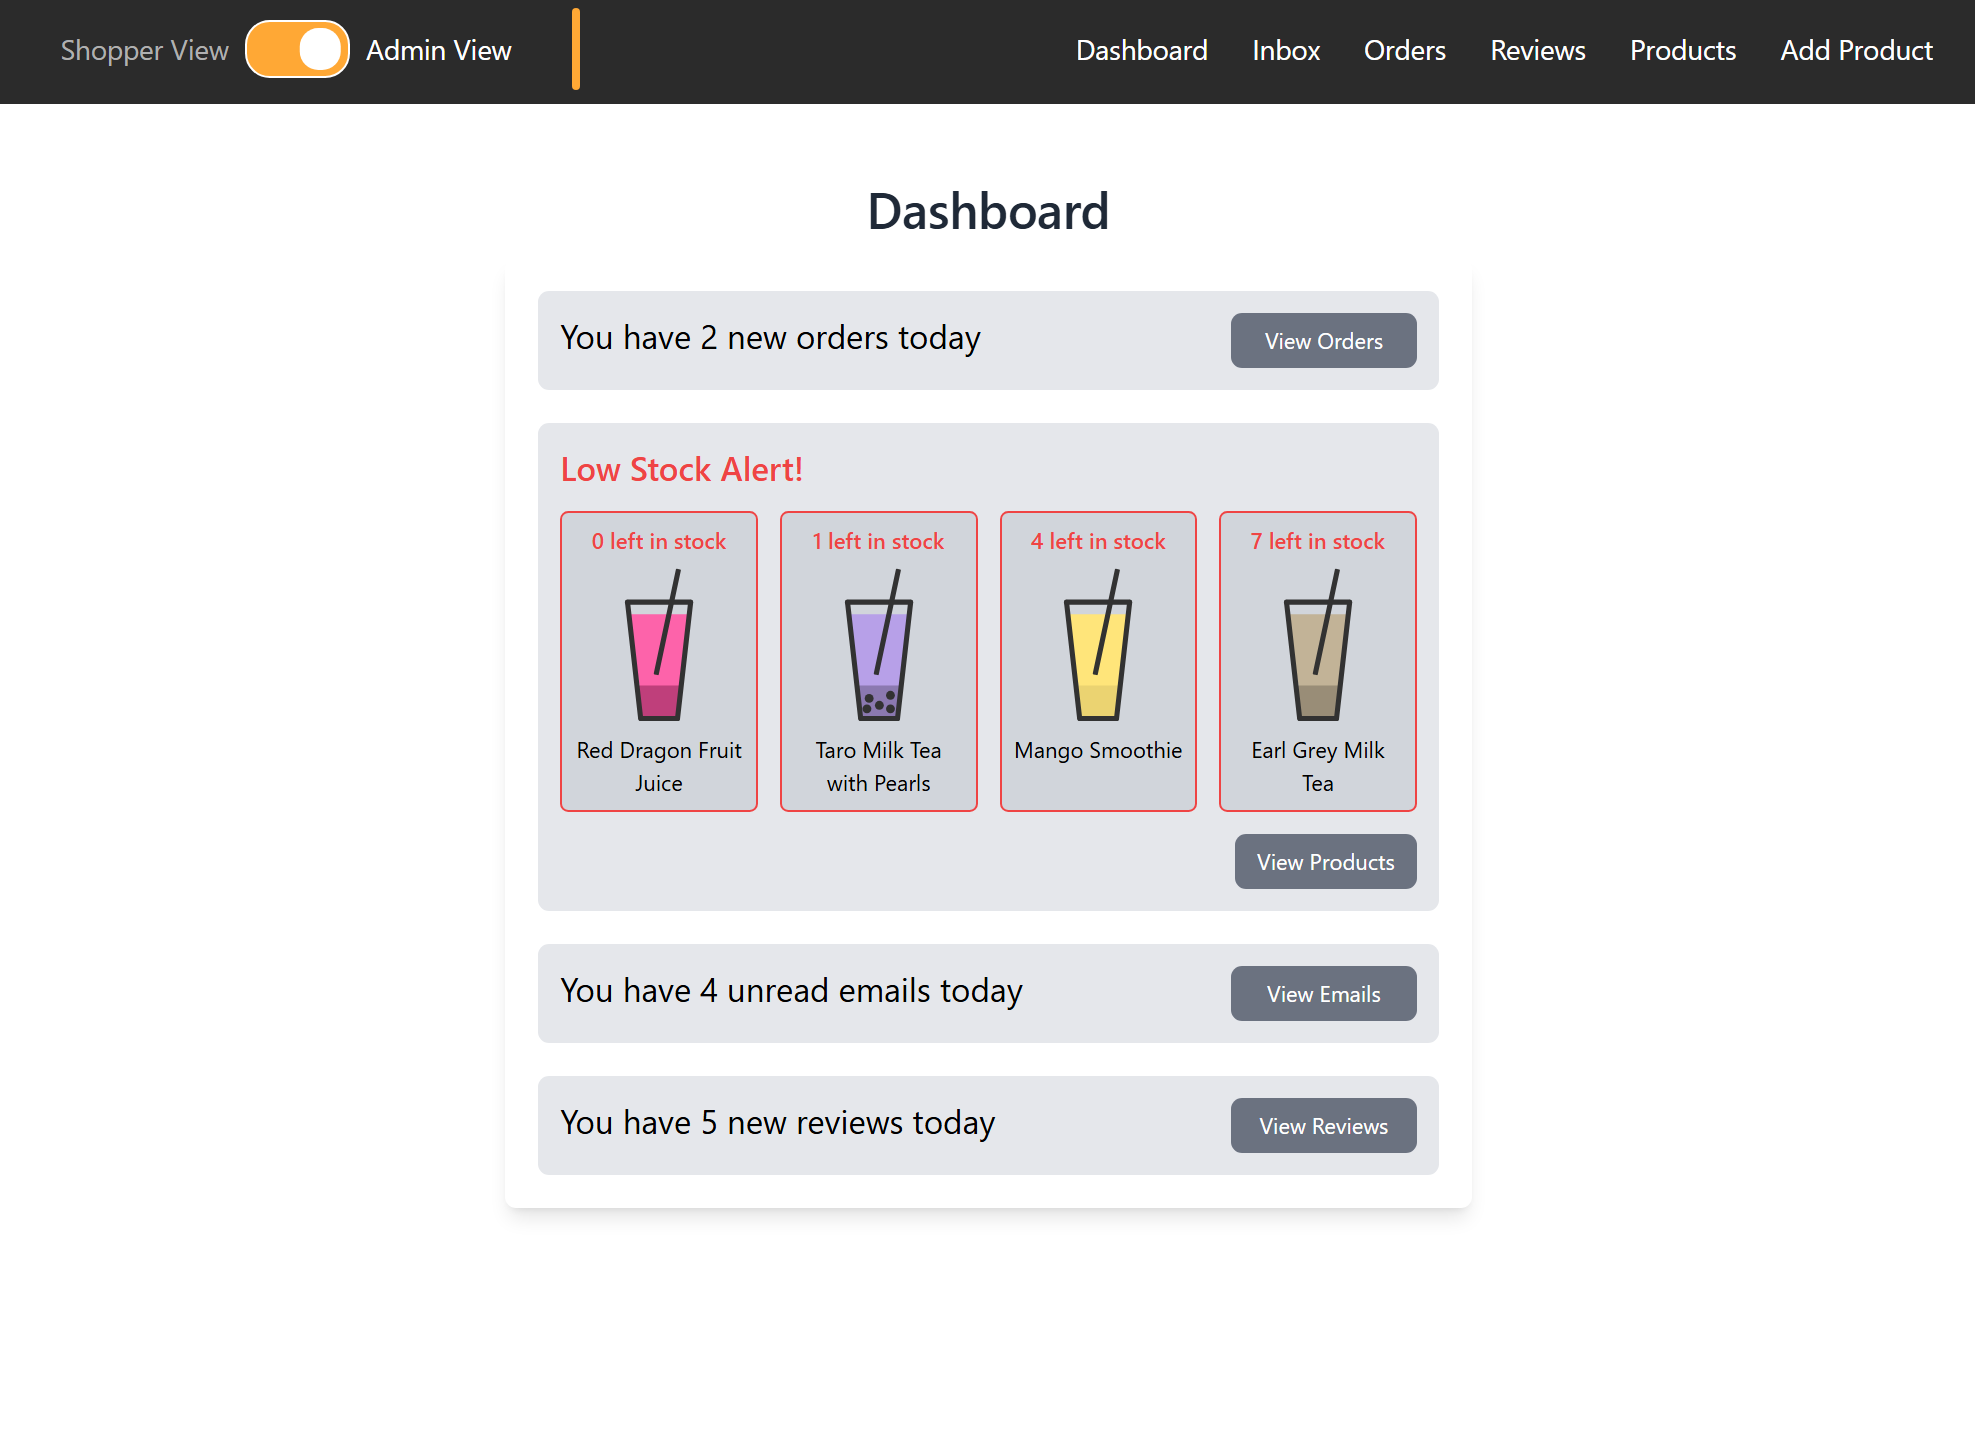 Shopper View Admin View Dashboard Inbox Orders Reviews Products Add Product
Dashboard
You have 2 new orders today View Orders
Low Stock Alert!
0 left in stock 1 left in stock 4 left in stock 7 left in stock
Red Dragon Fruit Taro Milk Tea Mango Smoothie Earl Grey Milk
Juice with Pearls Tea
View Products
You have 4 unread emails today View Emails
You have 5 new reviews today View Reviews